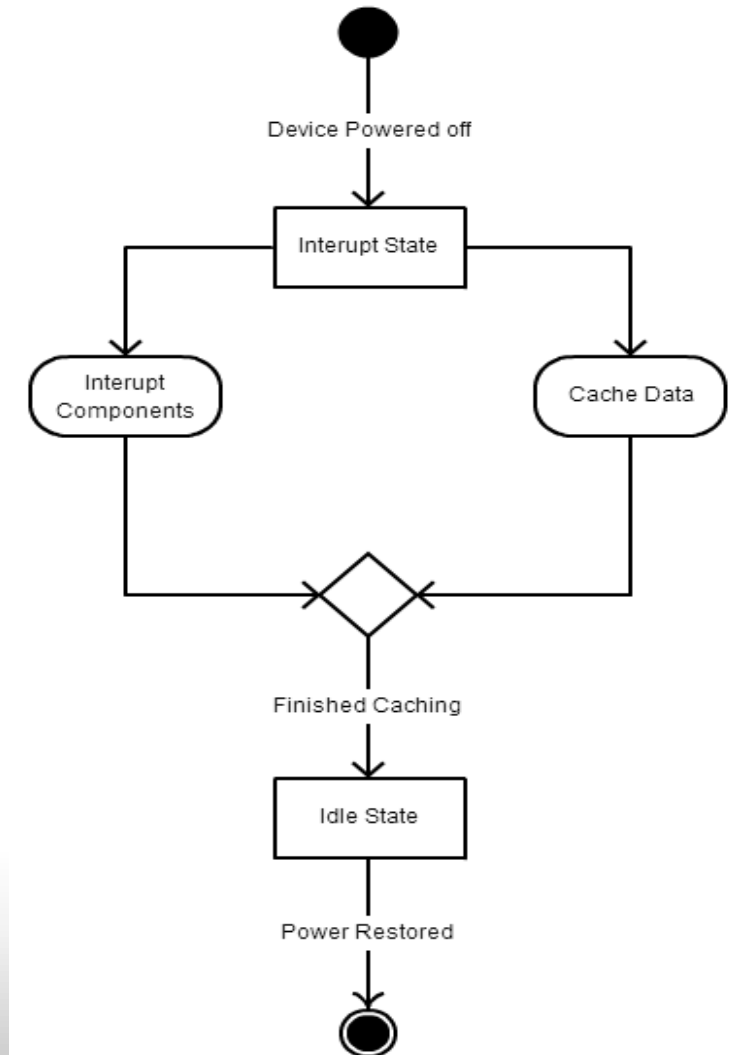 Device Powered off
Interupt State
Interupt
Components
Cache Data
Finished Caching
Idle State
Power Restored